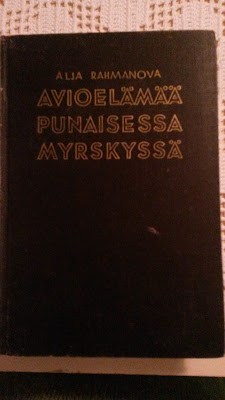 ALJA RAHMANOVA
AVIOELÄMÄÄ
PUNAISESSA
MYRSKYSSÄ